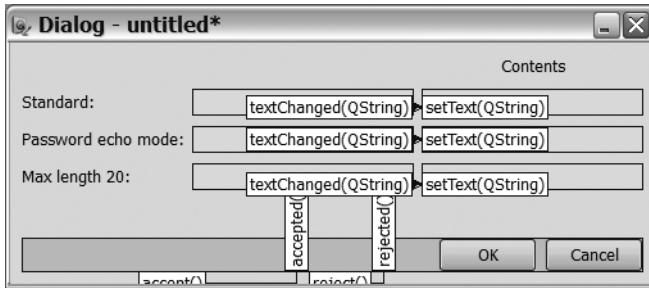 Dialog - untitled*
Contents
Standard: textChanged(QString) setText(QString)
Password echo mode: textChanged(QString) setText(QString)
Max length 20: textChanged(QString) setText(QString)
accepted() rejected()
OK Cancel
accept() reject()